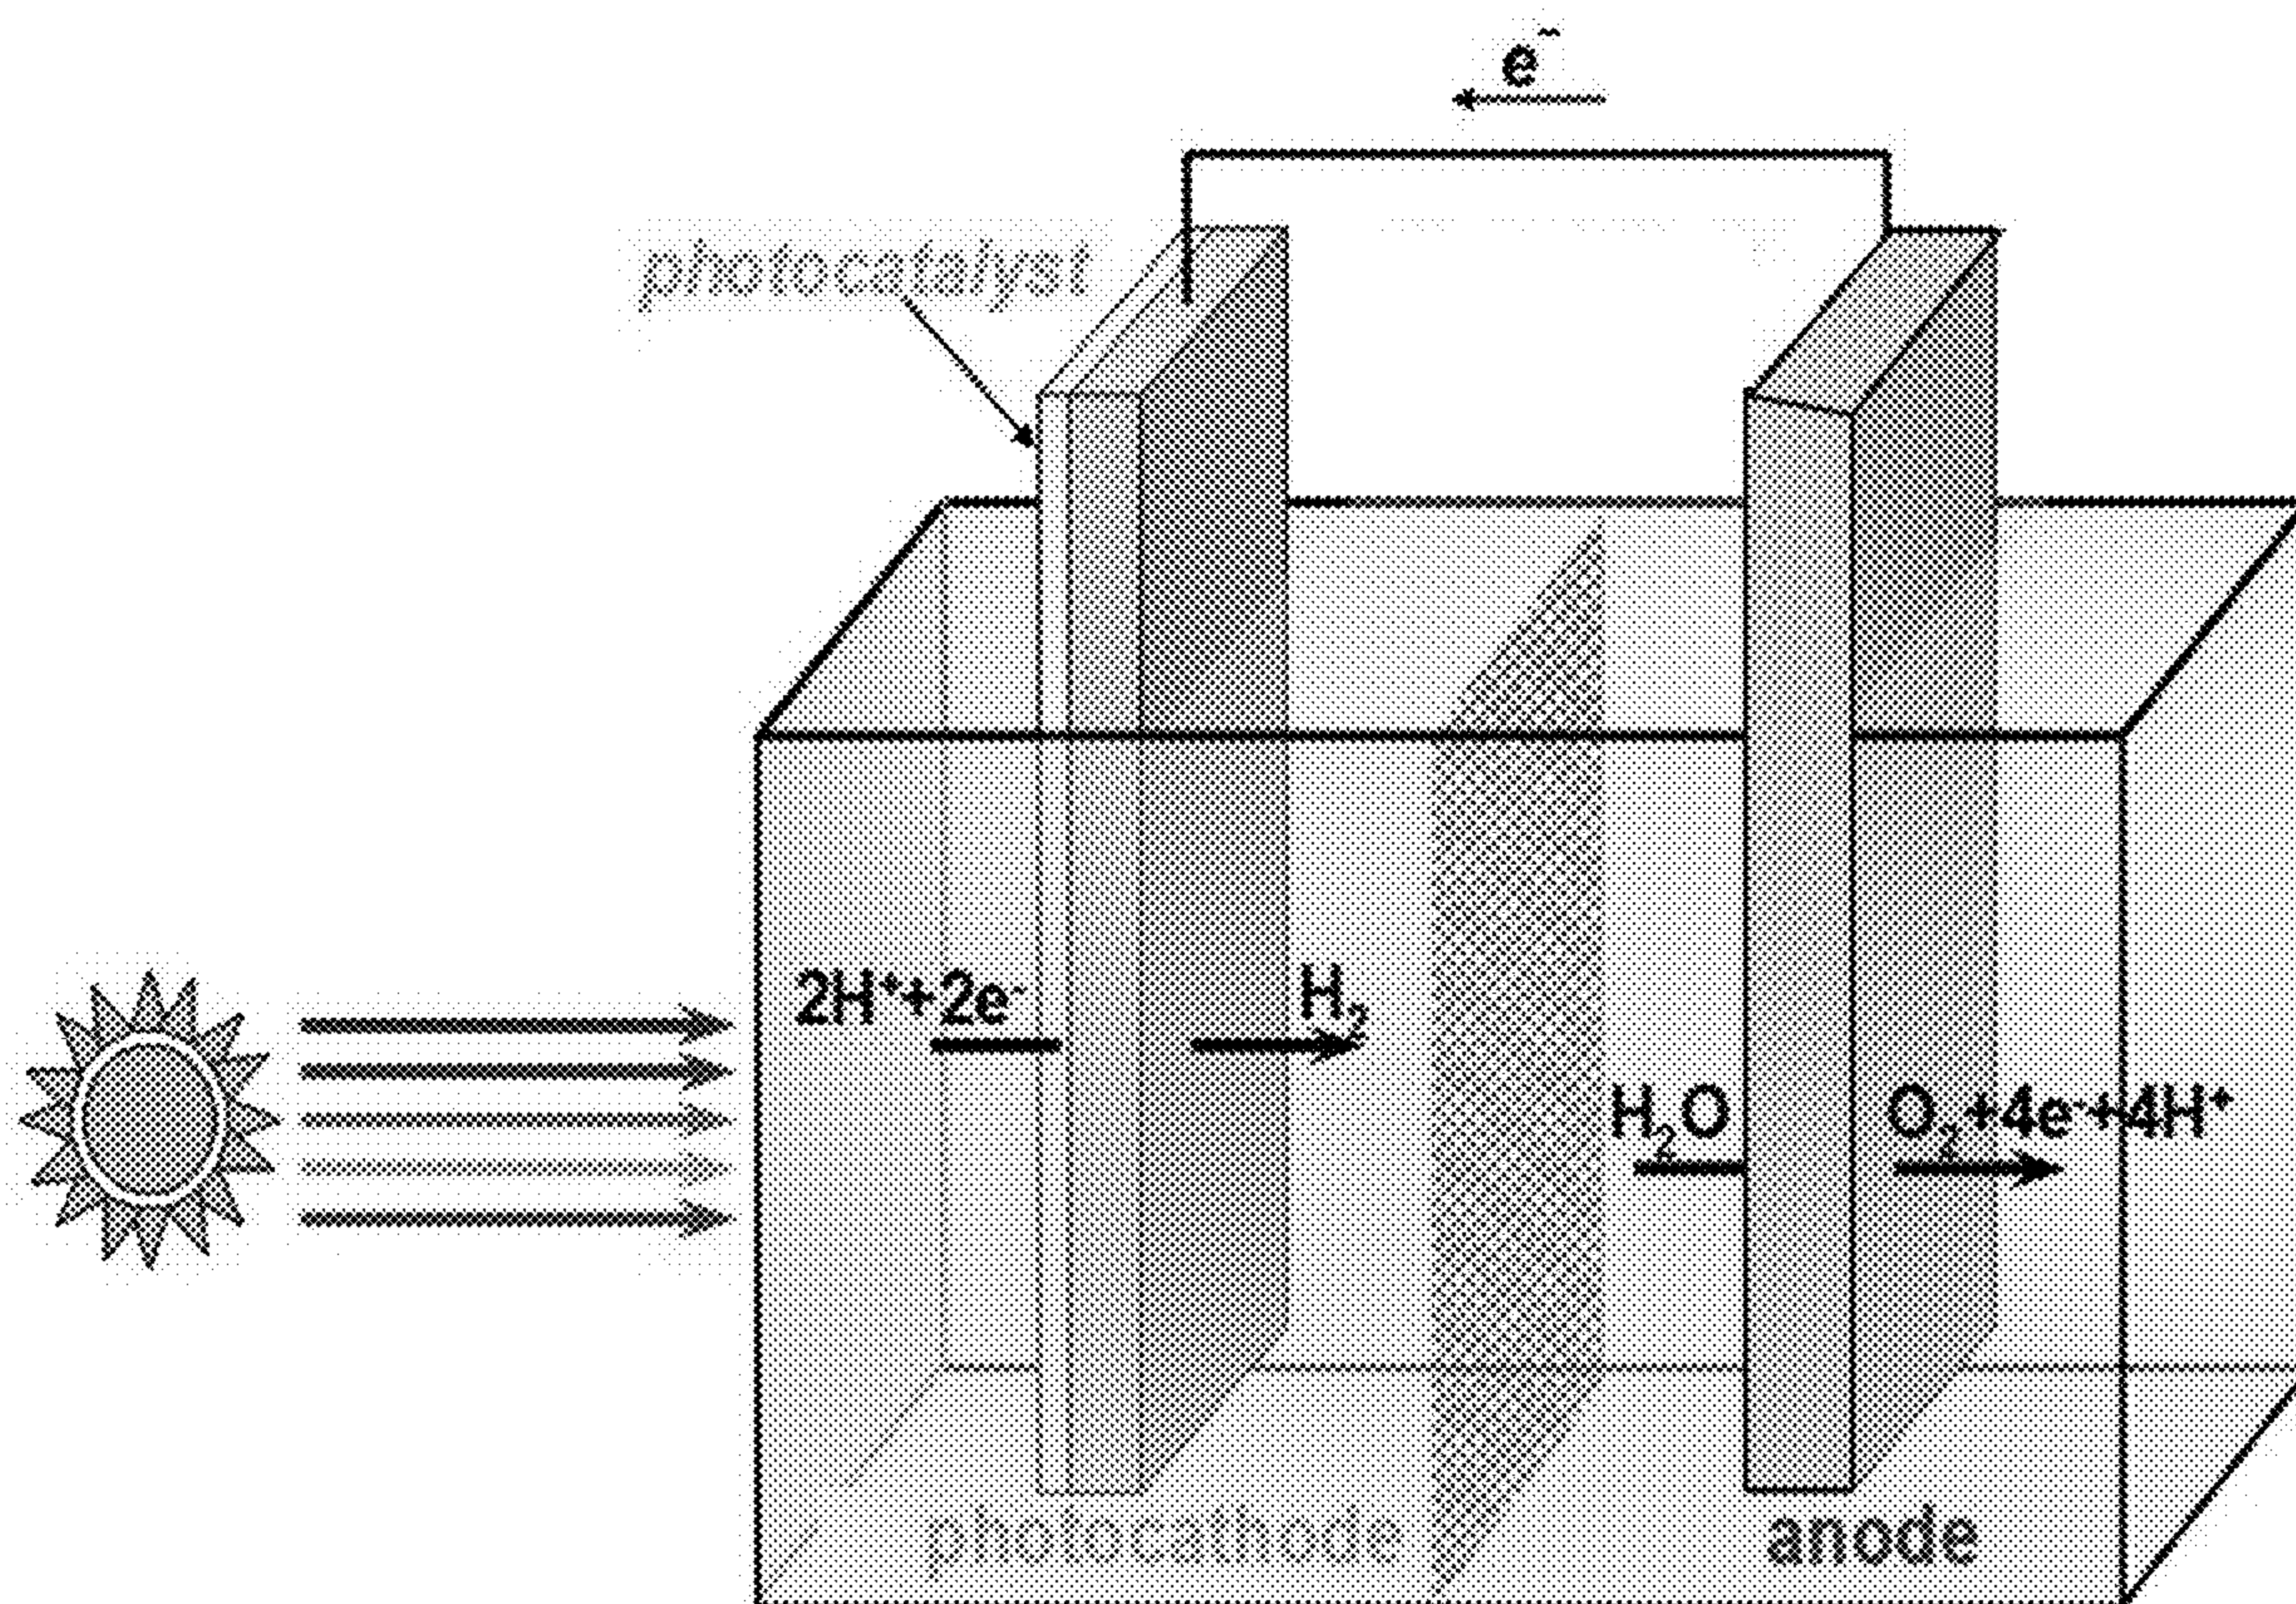 e⁻
photocatalyst
2H⁺+2e⁻
H₂
H₂O
O₂+4e⁻+4H⁺
photocathode
anode